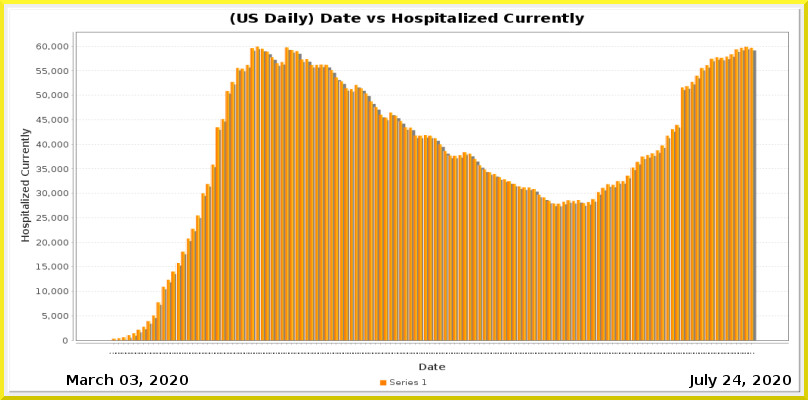 (US Daily) Date vs Hospitalized Currently
Hospitalized Currently
60,000
55,000
50,000
45,000
40,000
35,000
30,000
25,000
20,000
15,000
10,000
5,000
0
Date
March 03, 2020
July 24, 2020
Series 1